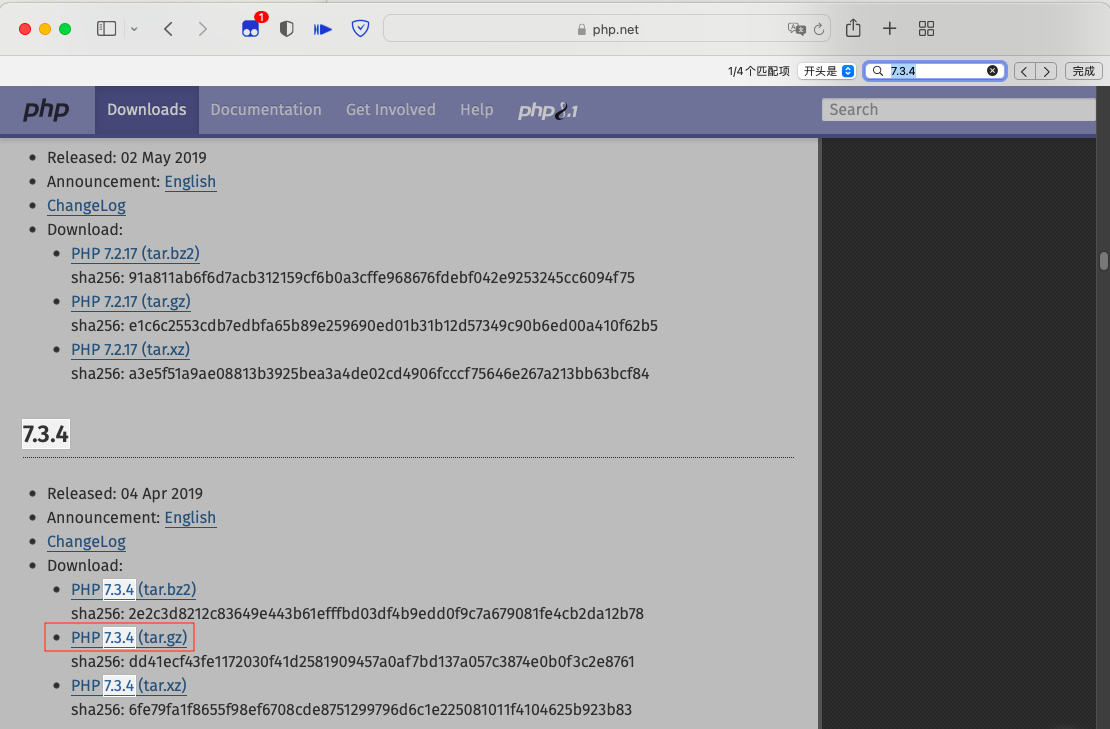 1
php.net
1/4个匹配项 开头是 7.3.4 完成
php Downloads Documentation Get Involved Help php8.1 Search
Released: 02 May 2019
Announcement: English
ChangeLog
Download:
PHP 7.2.17 (tar.bz2)
sha256: 91a811ab6f6d7acb312159cf6b0a3cffe968676fdebf042e9253245cc6094f75
PHP 7.2.17 (tar.gz)
sha256: e1c6c2553cdb7edbfa65b89e259690ed01b31b12d57349c90b6ed00a410f62b5
PHP 7.2.17 (tar.xz)
sha256: a3e5f51a9ae08813b3925bea3a4de02cd4906fcccf75646e267a213bb63bcf84
7.3.4
Released: 04 Apr 2019
Announcement: English
ChangeLog
Download:
PHP 7.3.4 (tar.bz2)
sha256: 2e2c3d8212c83649e443b61efffbd03df4b9edd0f9c7a679081fe4cb2da12b78
PHP 7.3.4 (tar.gz)
sha256: dd41ecf43fe1172030f41d2581909457a0af7bd137a057c3874e0b0f3c2e8761
PHP 7.3.4 (tar.xz)
sha256: 6fe79fa1f8655f98ef6708cde8751299796d6c1e225081011f4104625b923b83